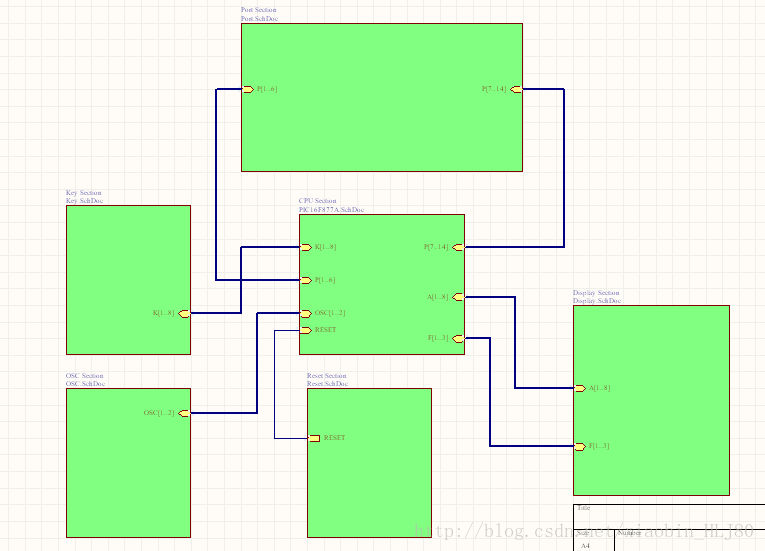 Port Section
Port.SchDoc
P[1..6]
P[7..14]
Key Section
Key.SchDoc
K[1..8]
CPU Section
PIC16F877A.SchDoc
K[1..8]
P[7..14]
P[1..6]
A[1..8]
OSC[1..2]
RESET
F[1..3]
Display Section
Display.SchDoc
A[1..8]
F[1..3]
OSC Section
OSC.SchDoc
OSC[1..2]
Reset Section
Reset.SchDoc
RESET
Title
Size
Number
A4
http://blog.csdn.net/xiaobin_HLJ80